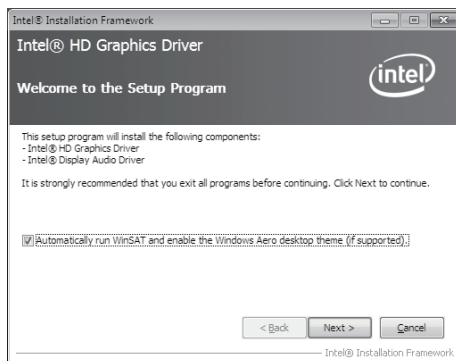 Intel® Installation Framework
Intel® HD Graphics Driver
intel
Welcome to the Setup Program
This setup program will install the following components:
- Intel® HD Graphics Driver
- Intel® Display Audio Driver
It is strongly recommended that you exit all programs before continuing. Click Next to continue.
Automatically run WinSAT and enable the Windows Aero desktop theme (if supported).
< Back Next > Cancel
Intel® Installation Framework